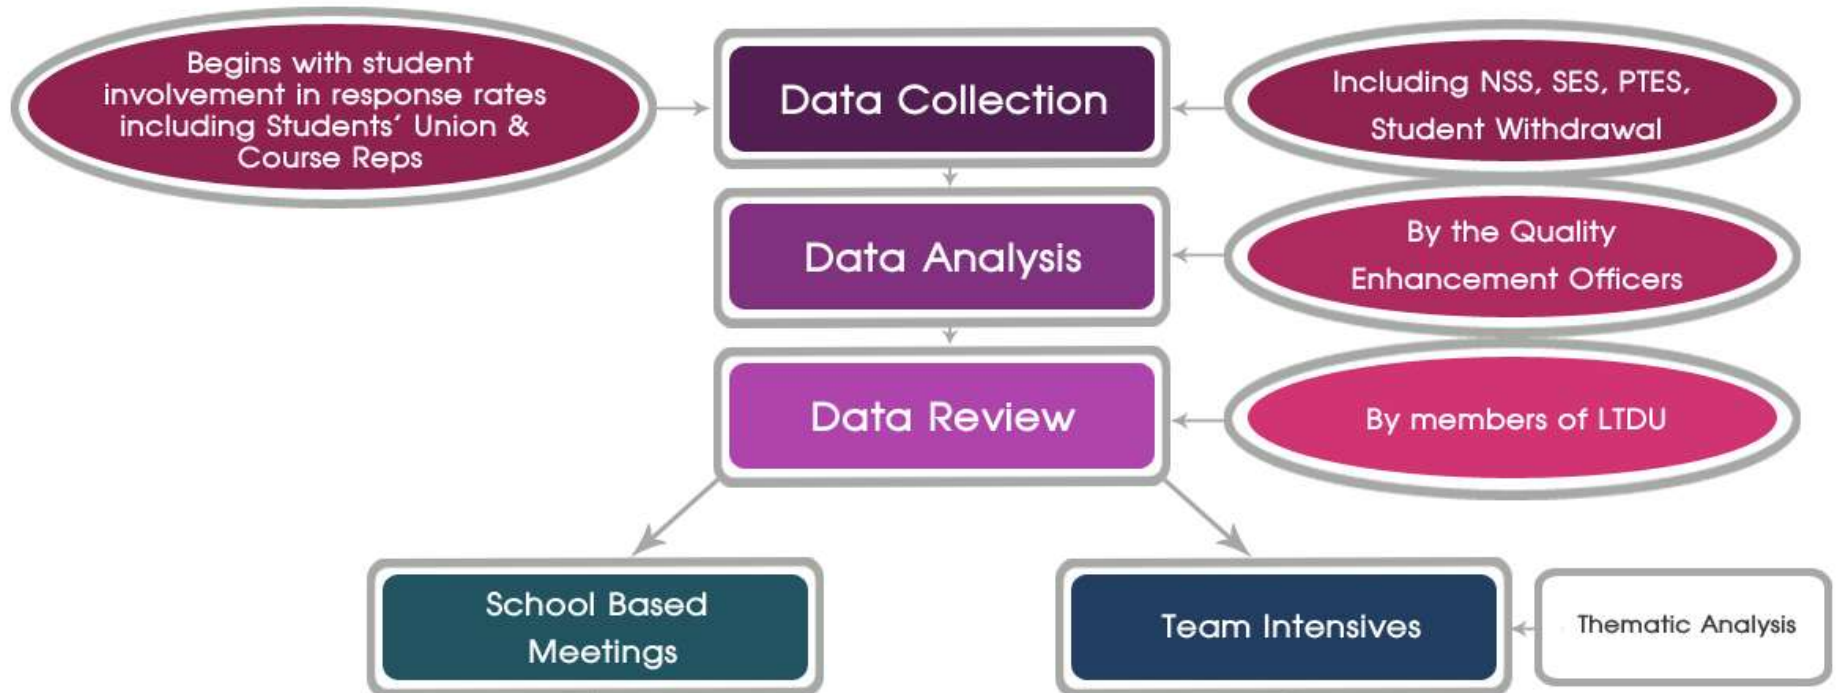 Begins with student
involvement in response rates
including Students' Union &
Course Reps
Data Collection
Including NSS, SES, PTES,
Student Withdrawal
Data Analysis
By the Quality
Enhancement Officers
Data Review
By members of LTDU
School Based
Meetings
Team Intensives
Thematic Analysis